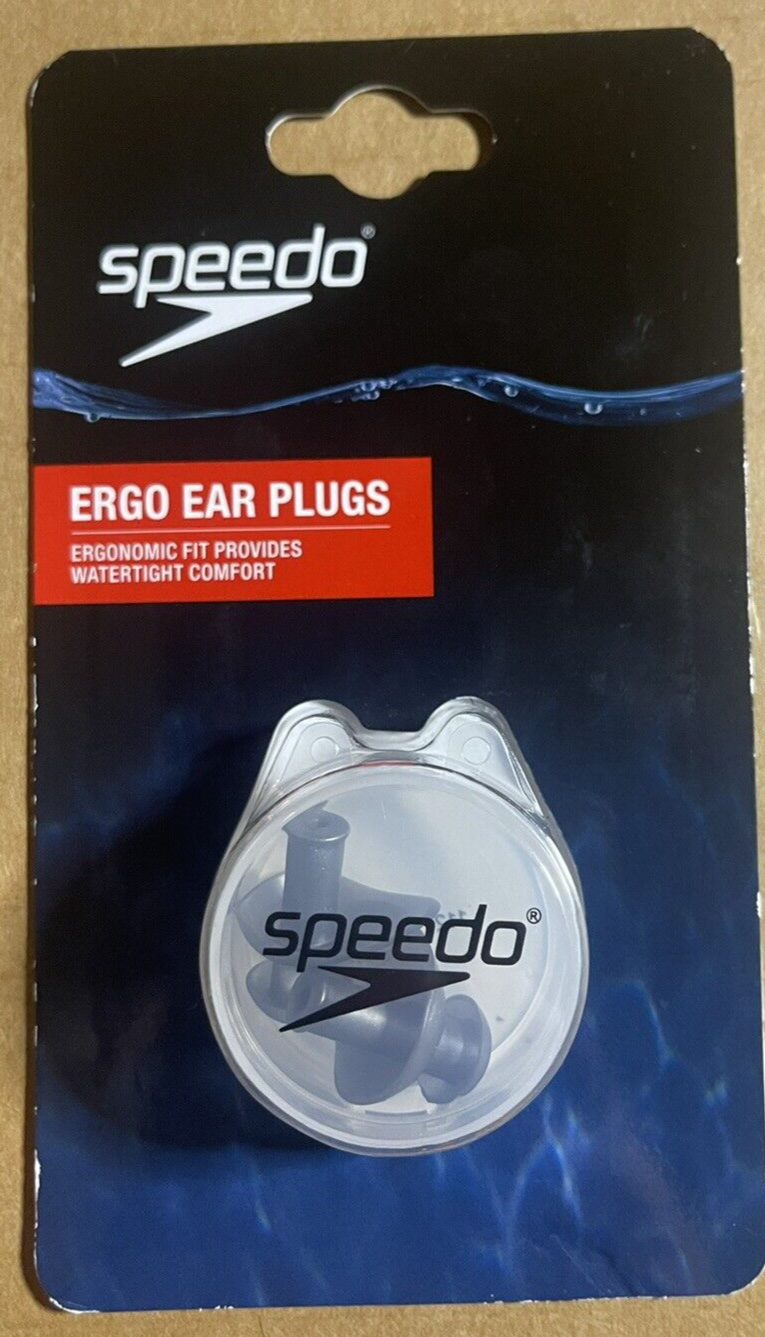 speedo®
ERGO EAR PLUGS
ERGONOMIC FIT PROVIDES
WATERTIGHT COMFORT
speedo®